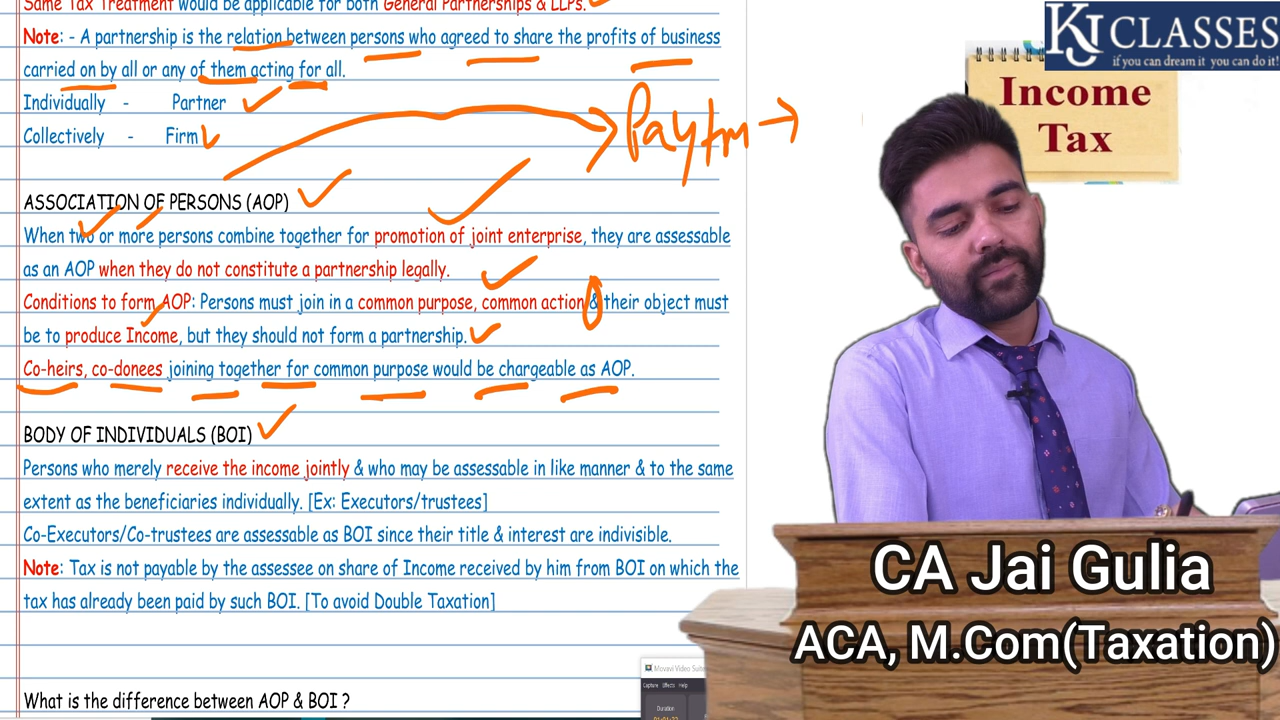 Same Tax Treatment would be applicable for both General Partnerships & LLPs.
Note: - A partnership is the relation between persons who agreed to share the profits of business
carried on by all or any of them acting for all.
Individually - Partner
Collectively - Firm
Paytm
ASSOCIATION OF PERSONS (AOP)
When two or more persons combine together for promotion of joint enterprise, they are assessable
as an AOP when they do not constitute a partnership legally.
Conditions to form AOP: Persons must join in a common purpose, common action & their object must
be to produce Income, but they should not form a partnership.
Co-heirs, co-donees joining together for common purpose would be chargeable as AOP.
BODY OF INDIVIDUALS (BOI)
Persons who merely receive the income jointly & who may be assessable in like manner & to the same
extent as the beneficiaries individually. [Ex: Executors/trustees]
Co-Executors/Co-trustees are assessable as BOI since their title & interest are indivisible.
Note: Tax is not payable by the assessee on share of Income received by him from BOI on which the
tax has already been paid by such BOI. [To avoid Double Taxation]
What is the difference between AOP & BOI ?
KJ CLASSES
if you can dream it you can do it!
Income
Tax
CA Jai Gulia
ACA, M.Com(Taxation)
Movavi Video Suite
Capture Effects Help
Duration